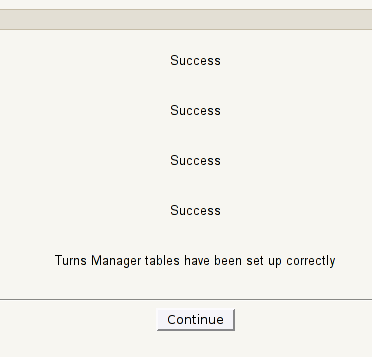 Success
Success
Success
Success
Turns Manager tables have been set up correctly
Continue